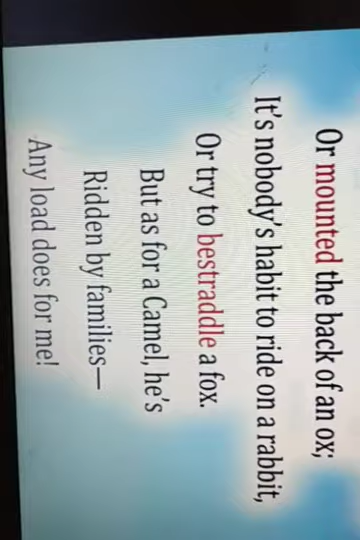 Or mounted the back of an ox;
It's nobody's habit to ride on a rabbit,
Or try to bestraddle a fox.
But as for a Camel, he's
Ridden by families—
Any load does for me!